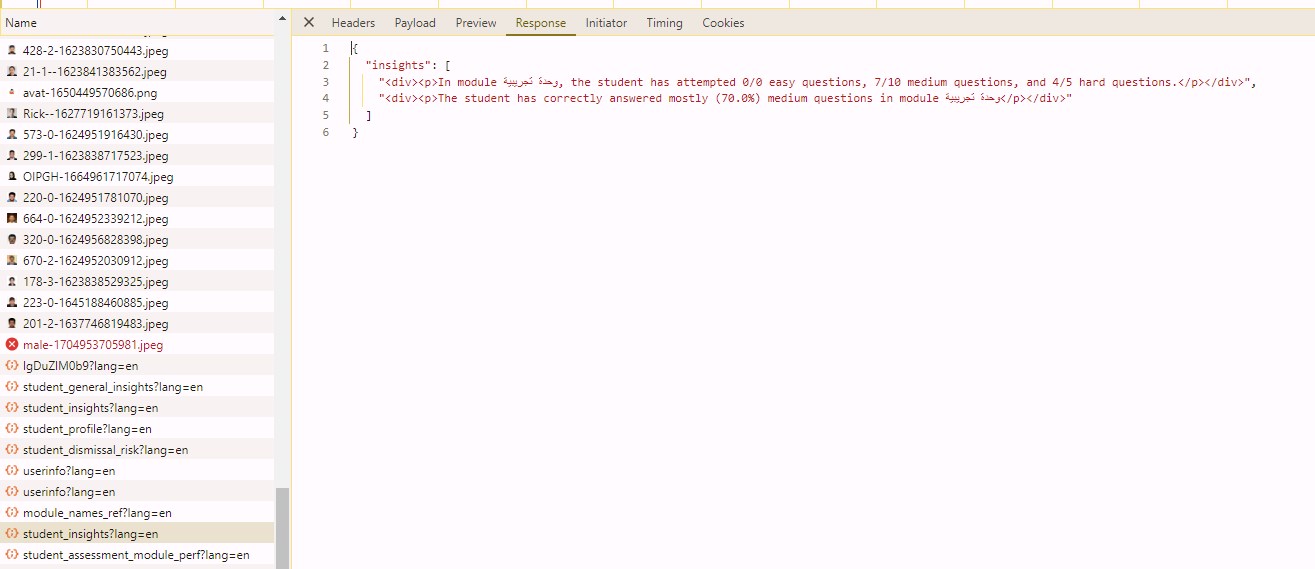 Name
428-2-1623830750443.jpeg
21-1--1623841383562.jpeg
avat-1650449570686.png
Rick--1627719161373.jpeg
573-0-1624951916430.jpeg
299-1-1623838717523.jpeg
OIPGH-1664961717074.jpeg
220-0-1624951781070.jpeg
664-0-1624952339212.jpeg
320-0-1624956828398.jpeg
670-2-1624952030912.jpeg
178-3-1623838529325.jpeg
223-0-1645188460885.jpeg
201-2-1637746819483.jpeg
male-1704953705981.jpeg
lgDuZIM0b9?lang=en
student_general_insights?lang=en
student_insights?lang=en
student_profile?lang=en
student_dismissal_risk?lang=en
userinfo?lang=en
userinfo?lang=en
module_names_ref?lang=en
student_insights?lang=en
student_assessment_module_perf?lang=en
Headers Payload Preview Response Initiator Timing Cookies
1 {
2 "insights": [
3 "<div><p>In module وحدة تجريبية, the student has attempted 0/0 easy questions, 7/10 medium questions, and 4/5 hard questions.</p></div>",
4 "<div><p>The student has correctly answered mostly (70.0%) medium questions in module وحدة تجريبية</p></div>"
5 ]
6 }